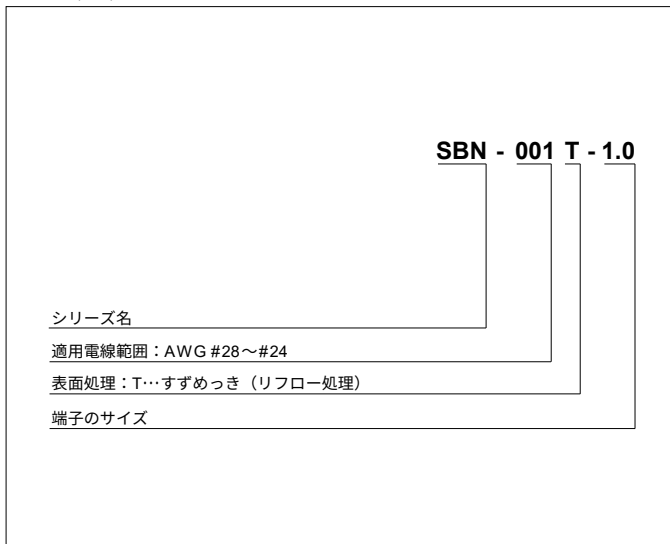 SBN - 001 T - 1.0
シリーズ名
適用電線範囲：AWG #28～#24
表面処理：T…すずめっき（リフロー処理）
端子のサイズ